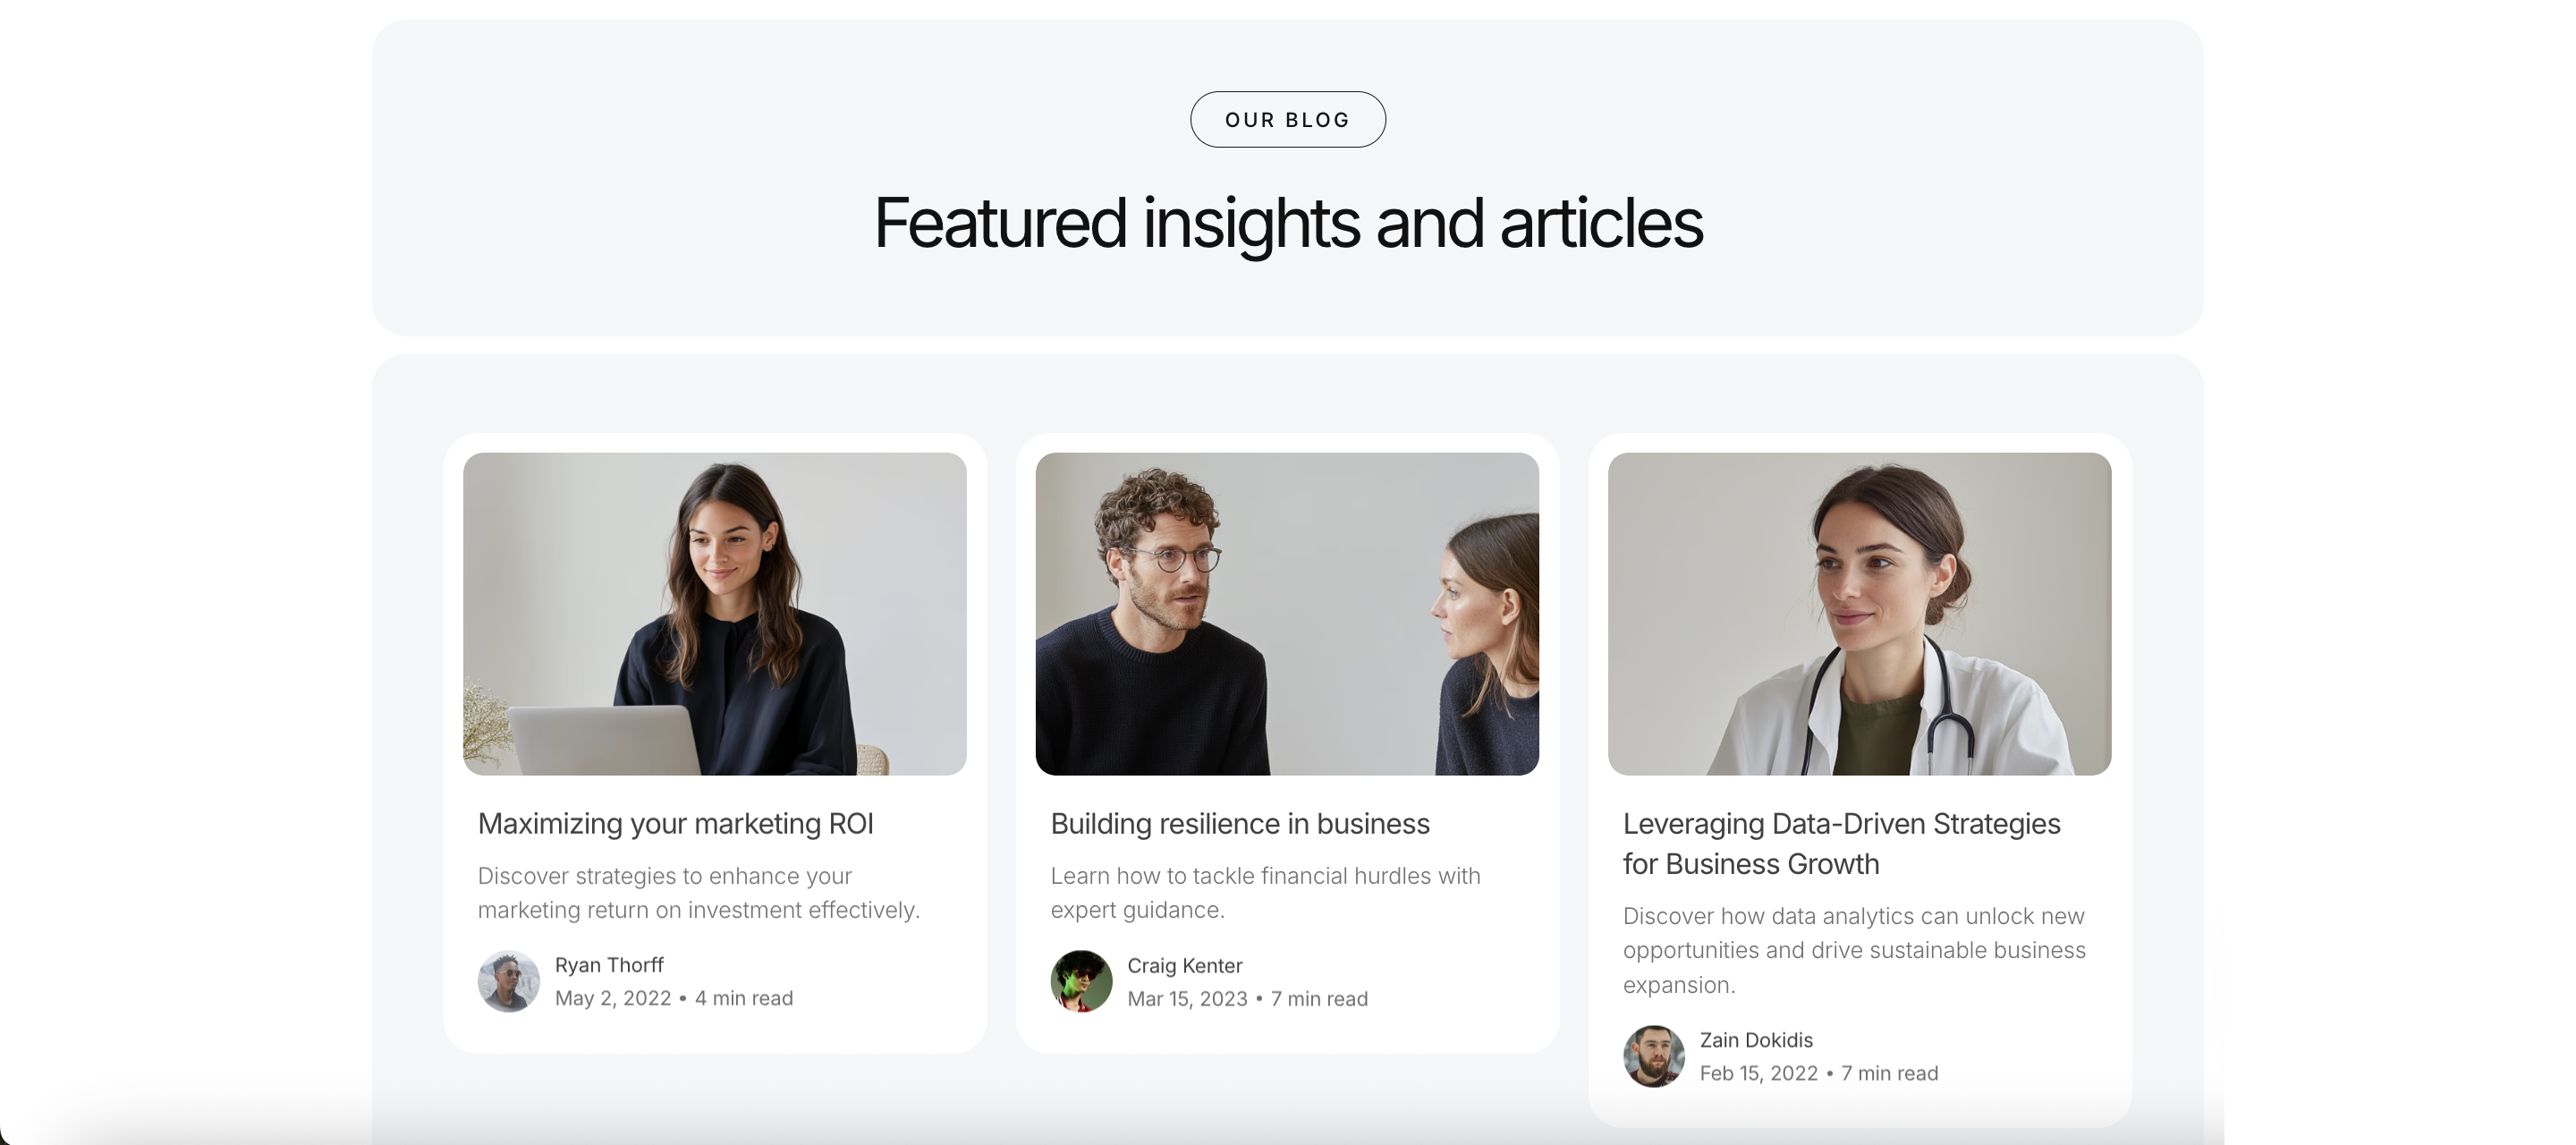 OUR BLOG
Featured insights and articles
Maximizing your marketing ROI
Discover strategies to enhance your
marketing return on investment effectively.
Ryan Thorff
May 2, 2022 • 4 min read
Building resilience in business
Learn how to tackle financial hurdles with
expert guidance.
Craig Kenter
Mar 15, 2023 • 7 min read
Leveraging Data-Driven Strategies
for Business Growth
Discover how data analytics can unlock new
opportunities and drive sustainable business
expansion.
Zain Dokidis
Feb 15, 2022 • 7 min read